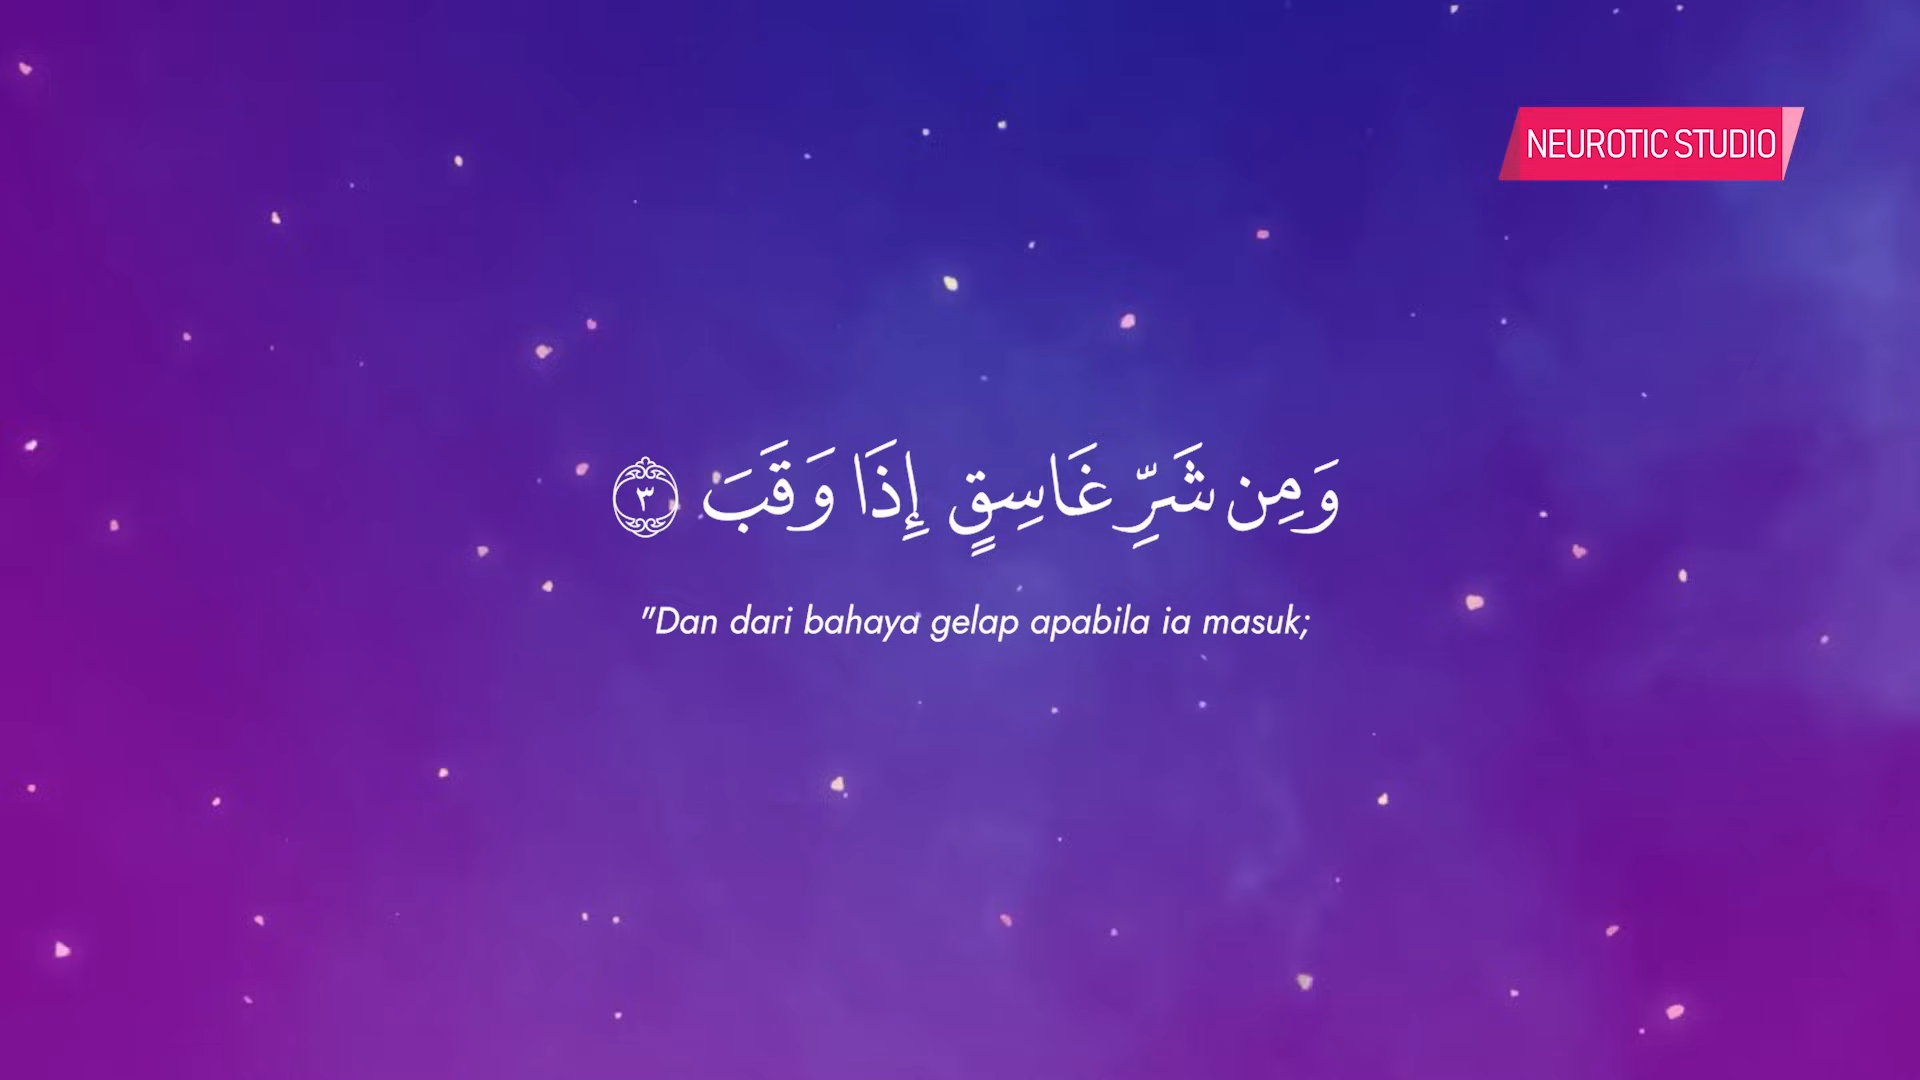 NEUROTIC STUDIO
وَمِن شَرِّ غَاسِقٍ إِذَا وَقَبَ ٣
"Dan dari bahaya gelap apabila ia masuk;